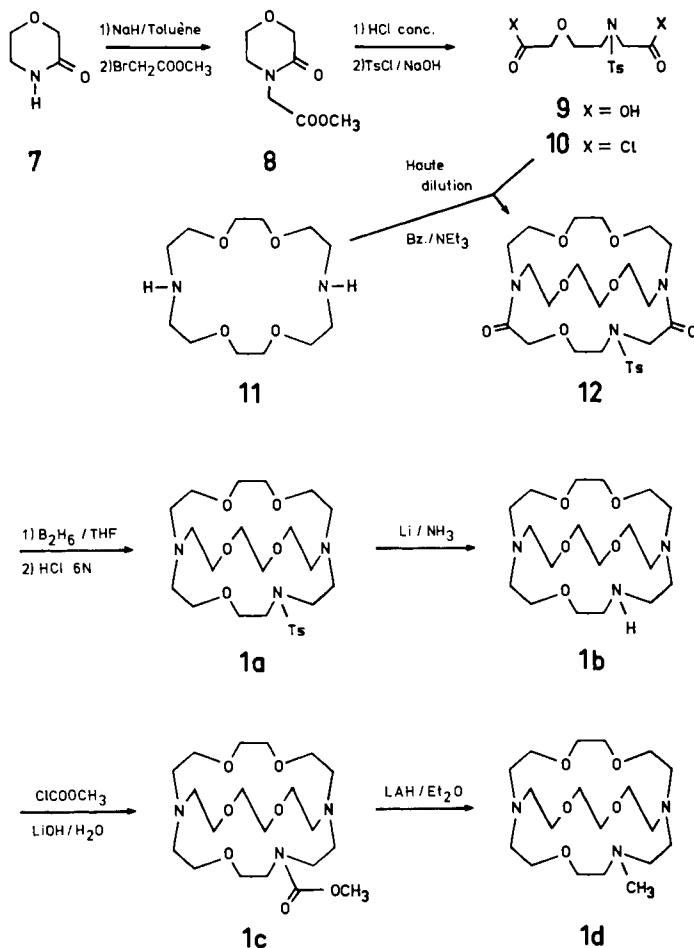 O
N
H
O
7
1) NaH/Toluène
2) BrCH₂COOCH₃
O
N
O
COOCH₃
8
1) HCl conc.
2) TsCl/NaOH
X
O
O
N
Ts
X
O
9 X = OH
10 X = Cl
Haute
dilution
Bz./NEt₃
O O
H-N N-H
O O
11
O O
N O O N
O O N O
Ts
12
1) B₂H₆/THF
2) HCl 6N
O O
N O O N
O N
Ts
1a
Li/NH₃
O O
N O O N
O N
H
1b
ClCOOCH₃
LiOH/H₂O
O O
N O O N
O N
O OCH₃
1c
LAH/Et₂O
O O
N O O N
O N
CH₃
1d